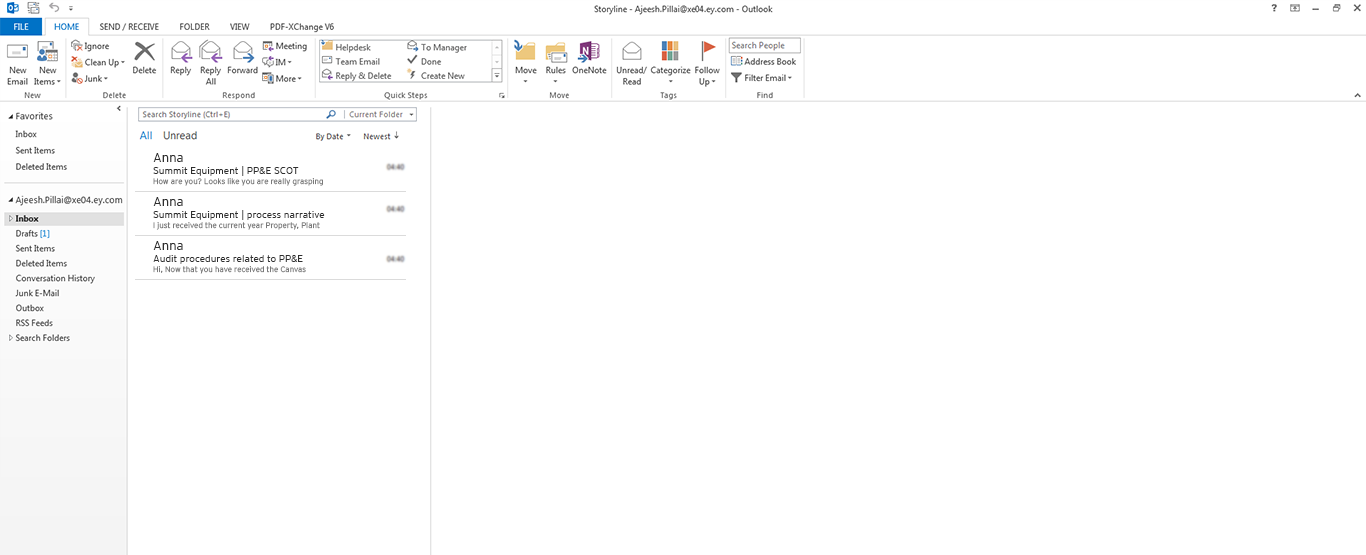 Storyline - Ajeesh.Pillai@xe04.ey.com - Outlook
FILE HOME SEND / RECEIVE FOLDER VIEW PDF-XChange V6
New Email
New Items
New
Ignore
Clean Up
Junk
Delete
Delete
Reply
Reply All
Forward
Meeting
IM
More
Respond
Helpdesk
Team Email
Reply & Delete
To Manager
Done
Create New
Quick Steps
Move
Rules
OneNote
Move
Unread/ Read
Categorize
Follow Up
Tags
Search People
Address Book
Filter Email
Find
Favorites
Inbox
Sent Items
Deleted Items
Ajeesh.Pillai@xe04.ey.com
Inbox
Drafts [1]
Sent Items
Deleted Items
Conversation History
Junk E-Mail
Outbox
RSS Feeds
Search Folders
Search Storyline (Ctrl+E) Current Folder
All Unread By Date Newest
Anna
Summit Equipment | PP&E SCOT 04:40
How are you? Looks like you are really grasping
Anna
Summit Equipment | process narrative 04:40
I just received the current year Property, Plant
Anna
Audit procedures related to PP&E 04:40
Hi, Now that you have received the Canvas